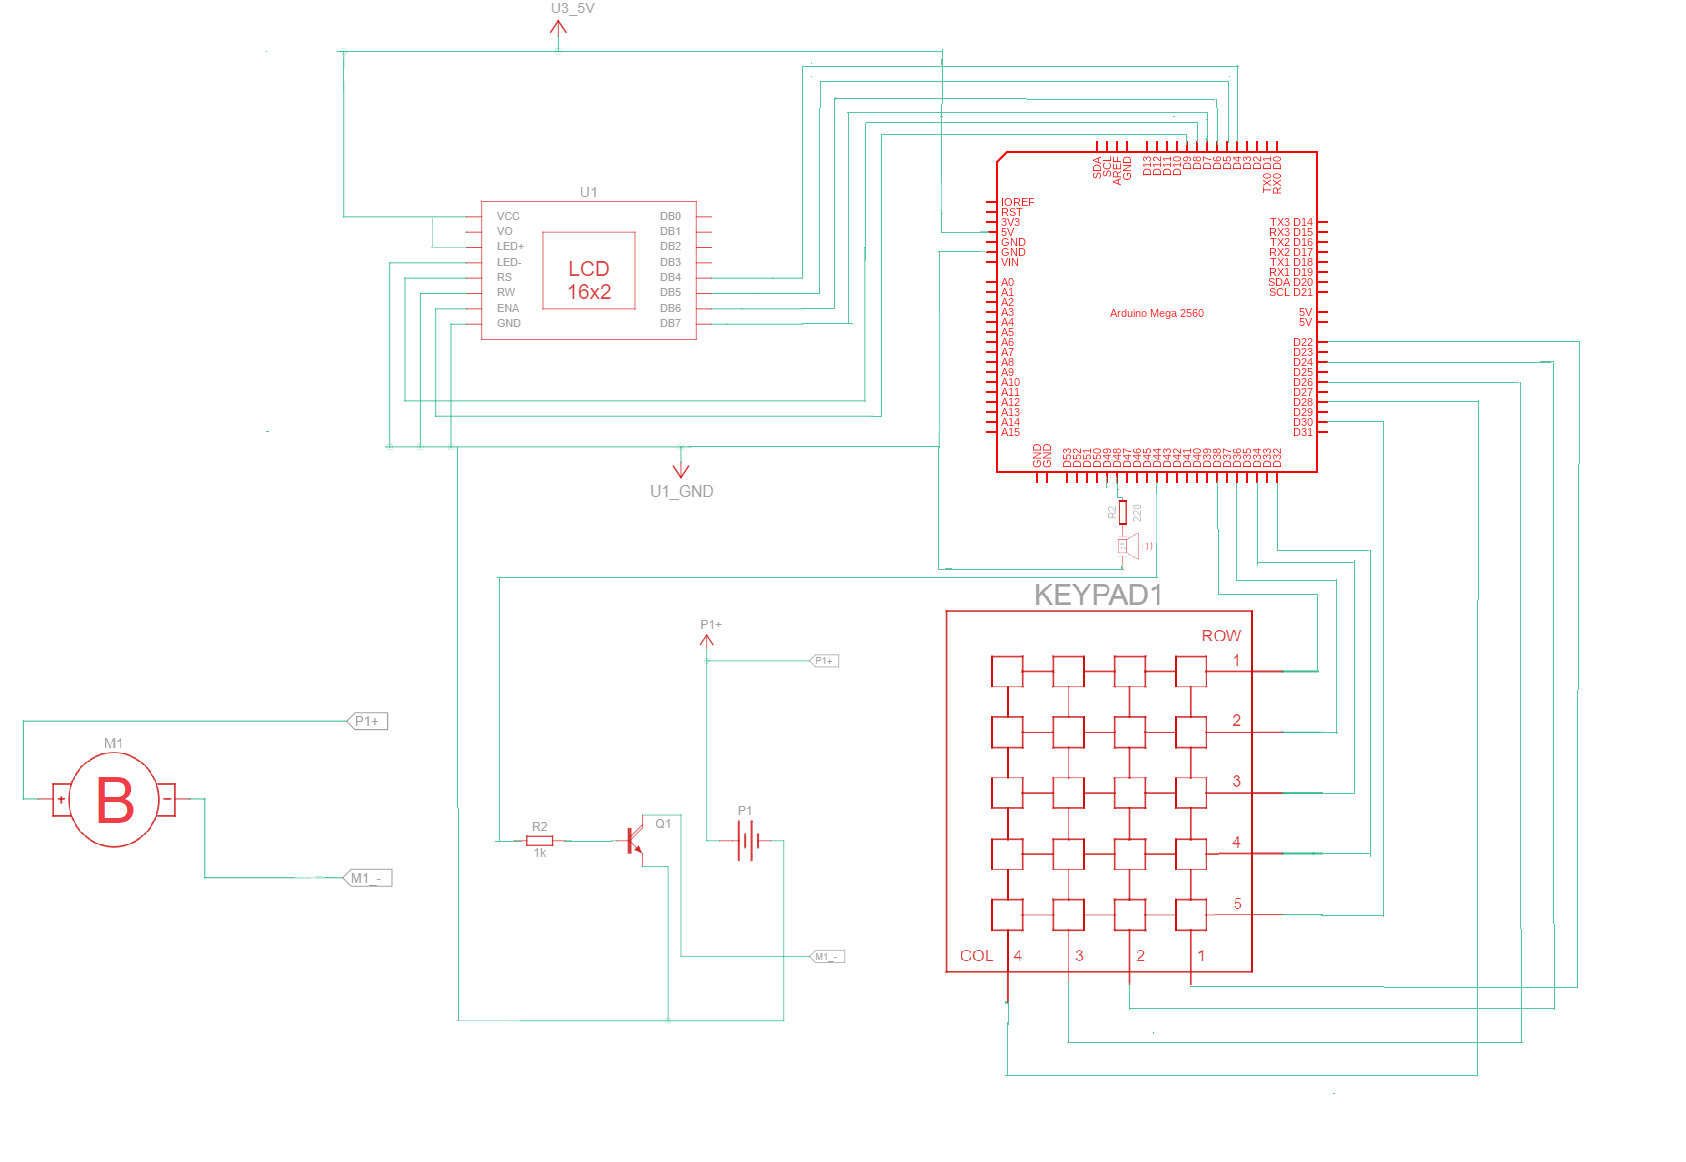 U3_5V
U1
VCC
VO
LED+
LED-
RS
RW
ENA
GND
LCD
16x2
DB0
DB1
DB2
DB3
DB4
DB5
DB6
DB7
U1_GND
SDA
SCL
AREF
GND
D13
D12
D11
D10
D9
D8
D7
D6
D5
D4
D3
D2
TX0 D1
RX0 D0
IOREF
RST
3V3
5V
GND
GND
VIN
A0
A1
A2
A3
A4
A5
A6
A7
A8
A9
A10
A11
A12
A13
A14
A15
Arduino Mega 2560
TX3 D14
RX3 D15
TX2 D16
RX2 D17
TX1 D18
RX1 D19
SDA D20
SCL D21
5V
5V
D22
D23
D24
D25
D26
D27
D28
D29
D30
D31
GND
GND
D53
D52
D51
D50
D49
D48
D47
D46
D45
D44
D43
D42
D41
D40
D39
D38
D37
D36
D35
D34
D33
D32
R2
220
KEYPAD1
ROW
1
2
3
4
5
COL 4 3 2 1
P1+
P1+
P1+
M1
+ B -
M1_-
R2
1k
Q1
P1
M1_-